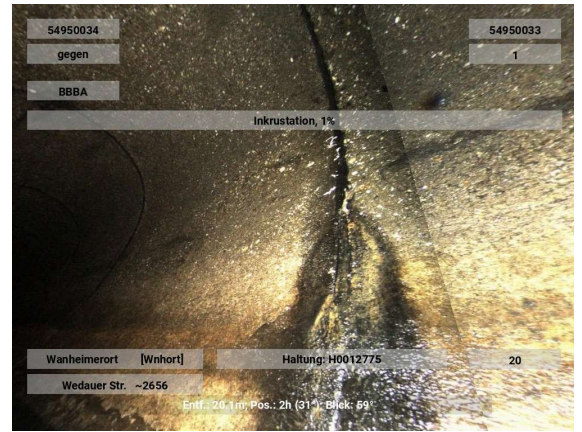 54950034
54950033
gegen
1
BBBA
Inkrustation, 1%
Wanheimerort [Wnhort]
Haltung: H0012775
20
Wedauer Str. ~2656
Entf.: 20.1m; Pos.: 2h (31°); Blick: 59°